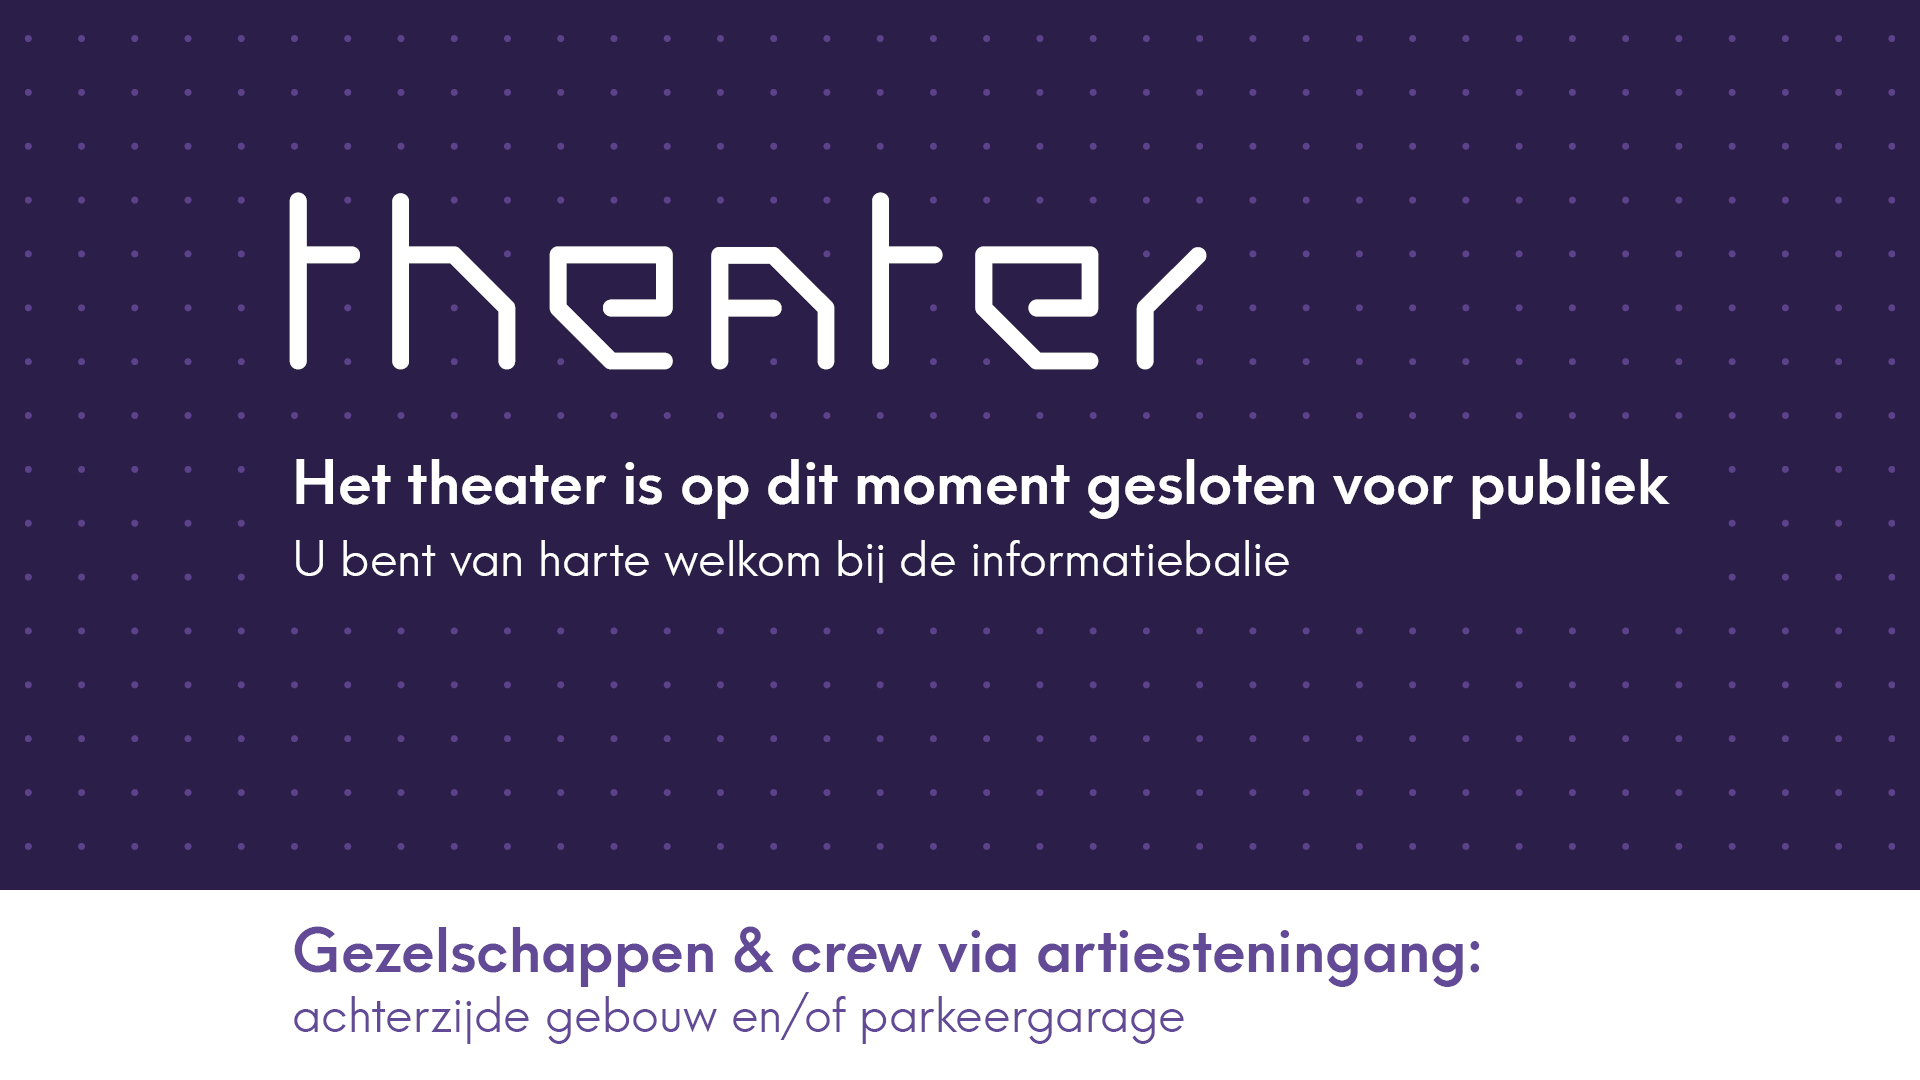 theater
Het theater is op dit moment gesloten voor publiek
U bent van harte welkom bij de informatiebalie
Gezelschappen & crew via artiesteningang:
achterzijde gebouw en/of parkeergarage